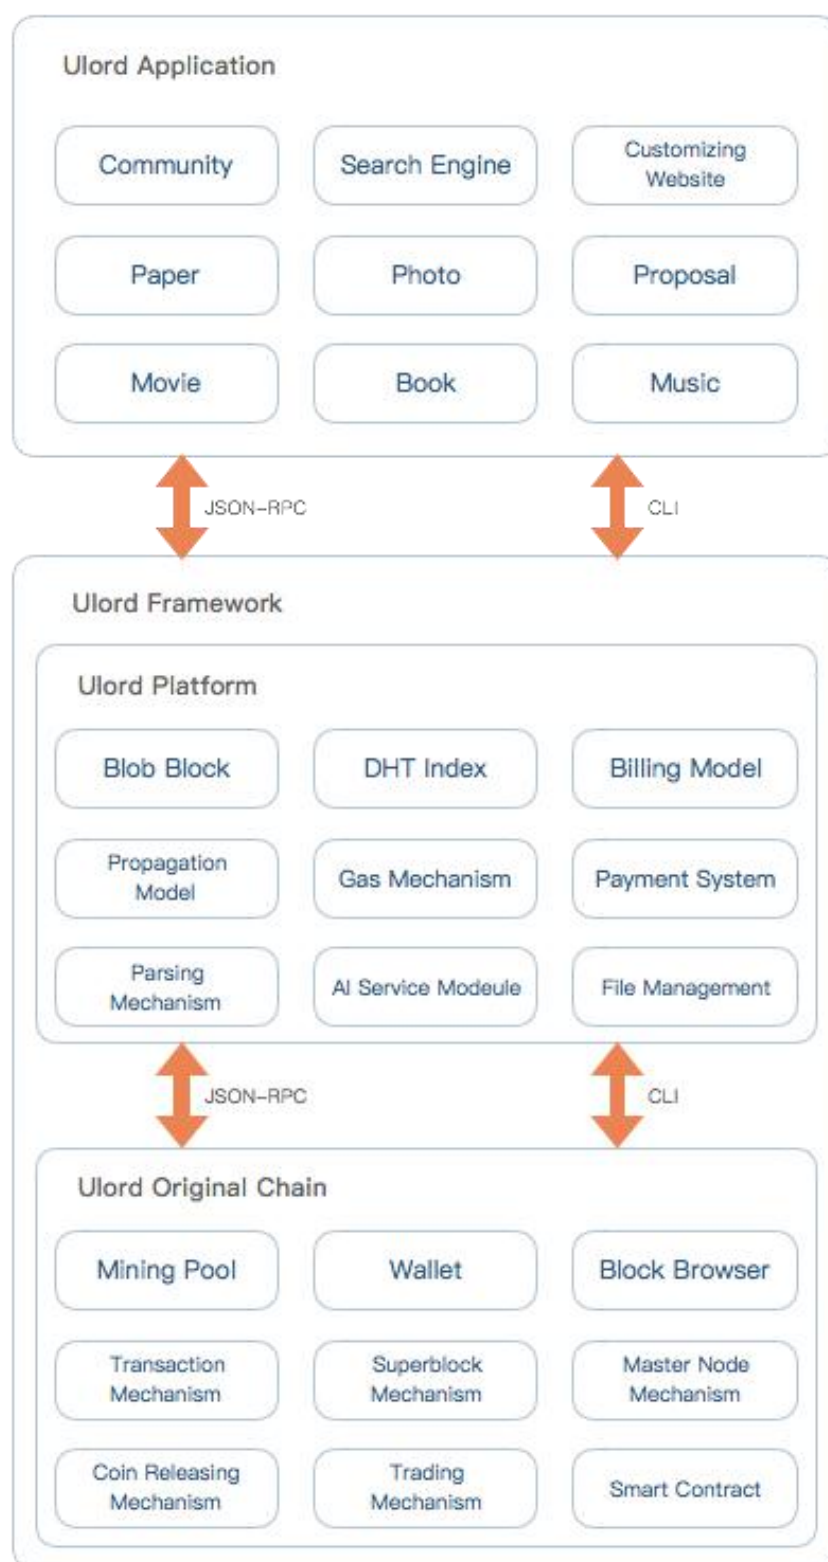 Ulord Application
Community
Search Engine
Customizing
Website
Paper
Photo
Proposal
Movie
Book
Music
JSON-RPC
CLI
Ulord Framework
Ulord Platform
Blob Block
DHT Index
Billing Model
Propagation
Model
Gas Mechanism
Payment System
Parsing
Mechanism
AI Service Modeule
File Management
JSON-RPC
CLI
Ulord Original Chain
Mining Pool
Wallet
Block Browser
Transaction
Mechanism
Superblock
Mechanism
Master Node
Mechanism
Coin Releasing
Mechanism
Trading
Mechanism
Smart Contract